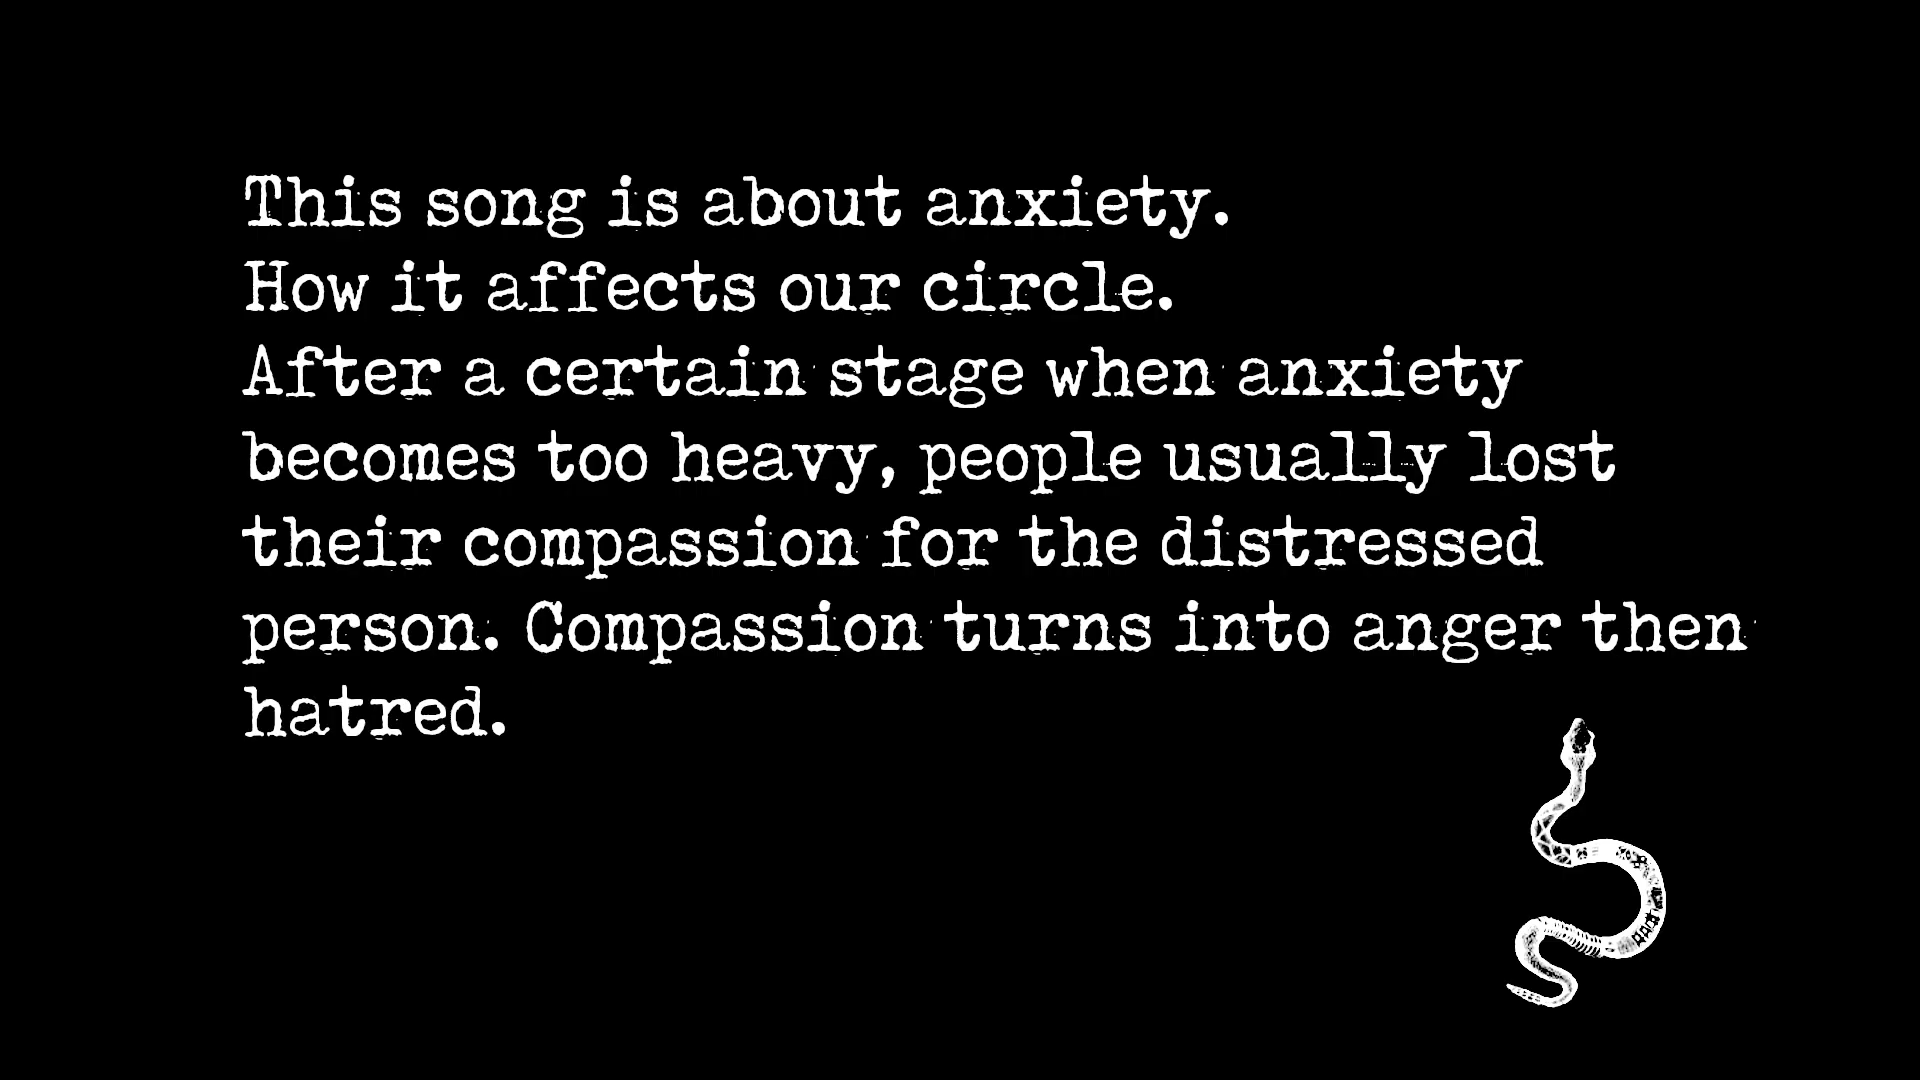 This song is about anxiety.
How it affects our circle.
After a certain stage when anxiety
becomes too heavy, people usually lost
their compassion for the distressed
person. Compassion turns into anger then
hatred.